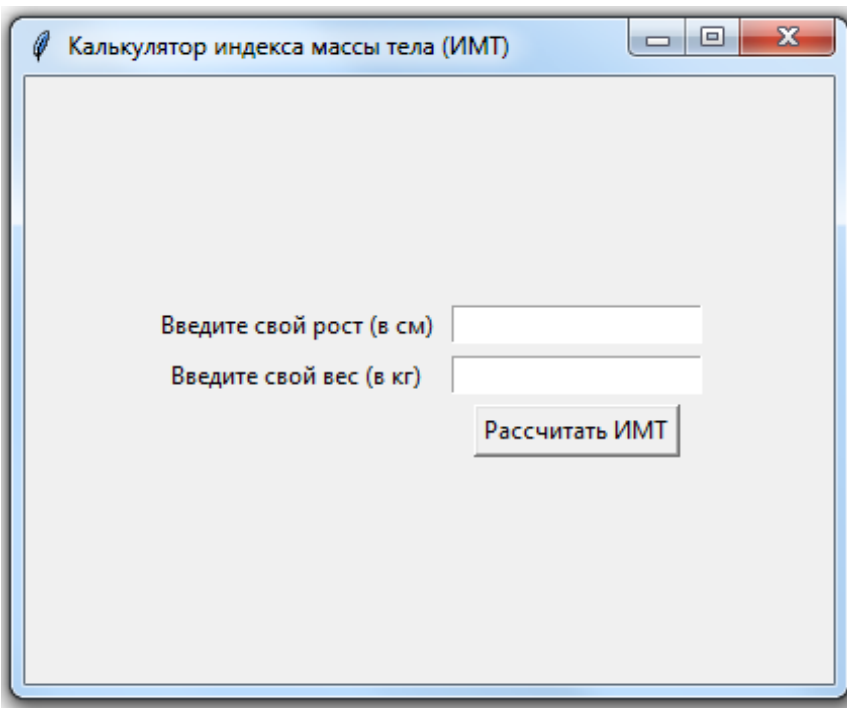 Калькулятор индекса массы тела (ИМТ)
Введите свой рост (в см)
Введите свой вес (в кг)
Рассчитать ИМТ